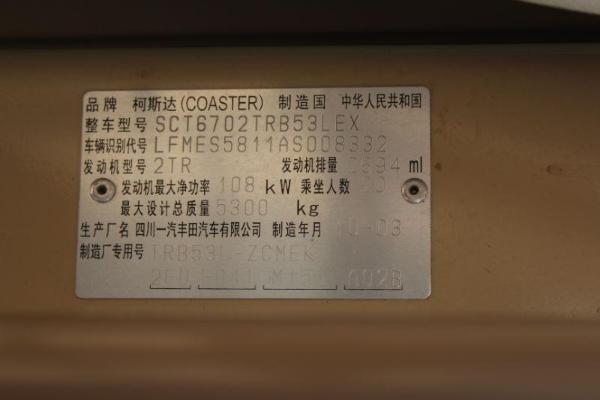 品牌 柯斯达(COASTER) 制造国 中华人民共和国
整车型号 SCT6702TRB53LEX
车辆识别代号 LFMES5811AS008332
发动机型号 2TR 发动机排量 2694 ml
发动机最大净功率 108 kW 乘坐人数 20
最大设计总质量 5300 kg
生产厂名 四川一汽丰田汽车有限公司 制造年月 10-03
制造厂专用号 TRB53L-ZCMEK
A02B